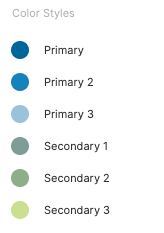 Color Styles
Primary
Primary 2
Primary 3
Secondary 1
Secondary 2
Secondary 3